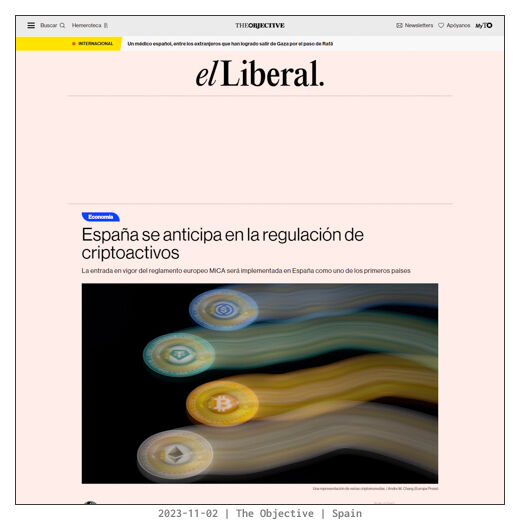 Buscar
Hemeroteca
THEOBJECTIVE
Newsletters
Apóyanos
MyTO
INTERNACIONAL
Un médico español, entre los extranjeros que han logrado salir de Gaza por el paso de Rafá
el Liberal.
Economía
España se anticipa en la regulación de
criptoactivos
La entrada en vigor del reglamento europeo MiCA será implementada en España como uno de los primeros países
Una representación de varias criptomonedas. | Andre M. Chang (Europa Press)
2023-11-02 | The Objective | Spain